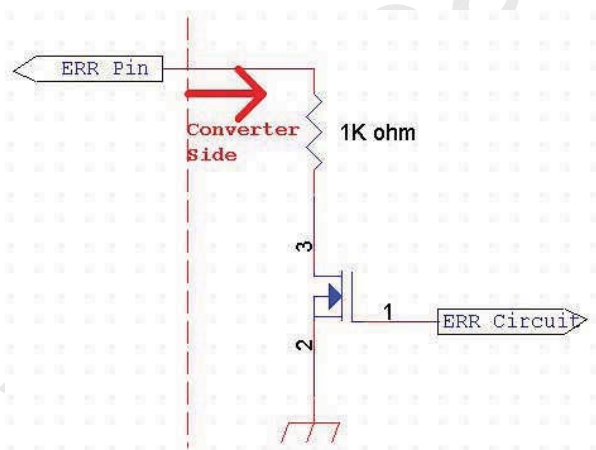 ERR Pin
Converter
Side
1K ohm
3
1
ERR Circuit
2